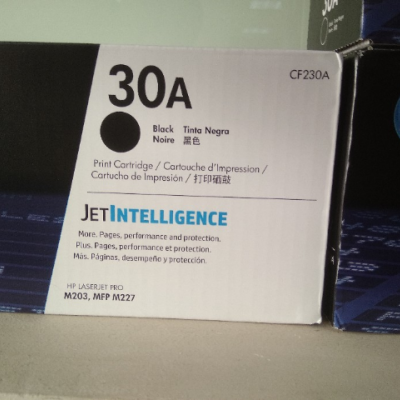 30A
CF230A
Black Tinta Negra
Noire 黑色
Print Cartridge / Cartouche d'Impression /
Cartucho de Impresión / 打印硒鼓
JETINTELLIGENCE
More. Pages, performance and protection.
Plus. Pages, performance et protection.
Más. Páginas, desempeño y protección.
HP LASERJET PRO
M203, MFP M227
30A